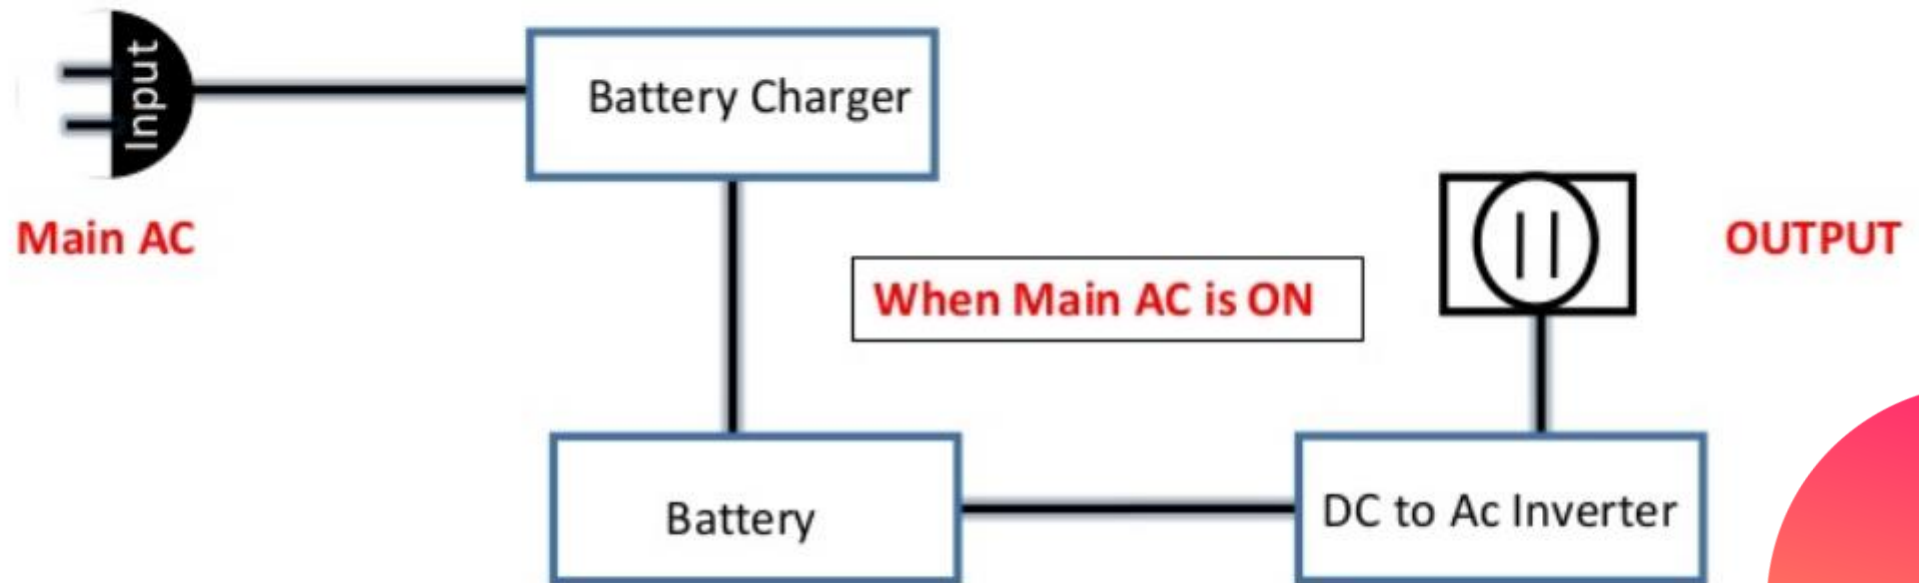 Input
Battery Charger
Main AC
OUTPUT
When Main AC is ON
Battery
DC to Ac Inverter